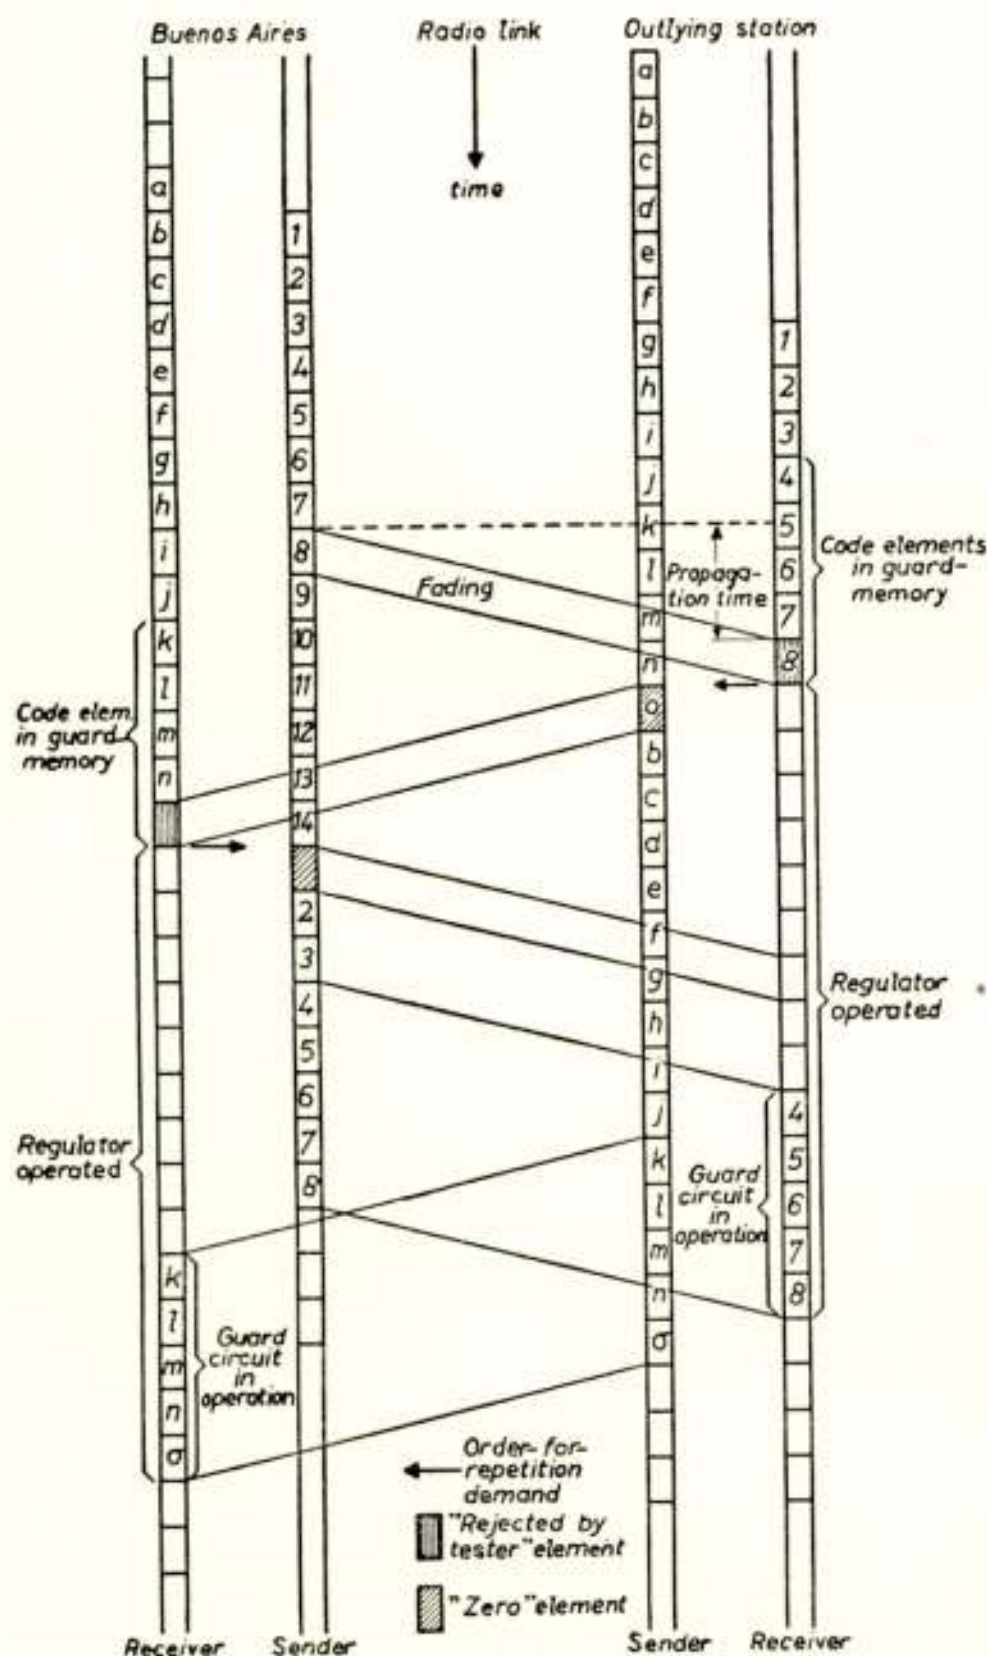 Buenos Aires
Radio link
Outlying station
time
a
b
c
d
e
f
g
h
i
j
k
l
m
n
1
2
3
4
5
6
7
8
9
10
11
12
13
14
2
3
4
5
6
7
8
k
l
m
n
σ
a
b
c
d
e
f
g
h
i
j
k
l
m
n
o
b
c
d
e
f
g
h
i
j
k
l
m
n
σ
1
2
3
4
5
6
7
8
4
5
6
7
8
Fading
Propaga-
tion time
Code elements
in guard-
memory
Code elem.
in guard
memory
Regulator
operated
Regulator
operated
Guard
circuit
in
operation
Guard
circuit
in
operation
Order-for-
repetition
demand
"Rejected by
tester" element
"Zero" element
Receiver
Sender
Sender
Receiver